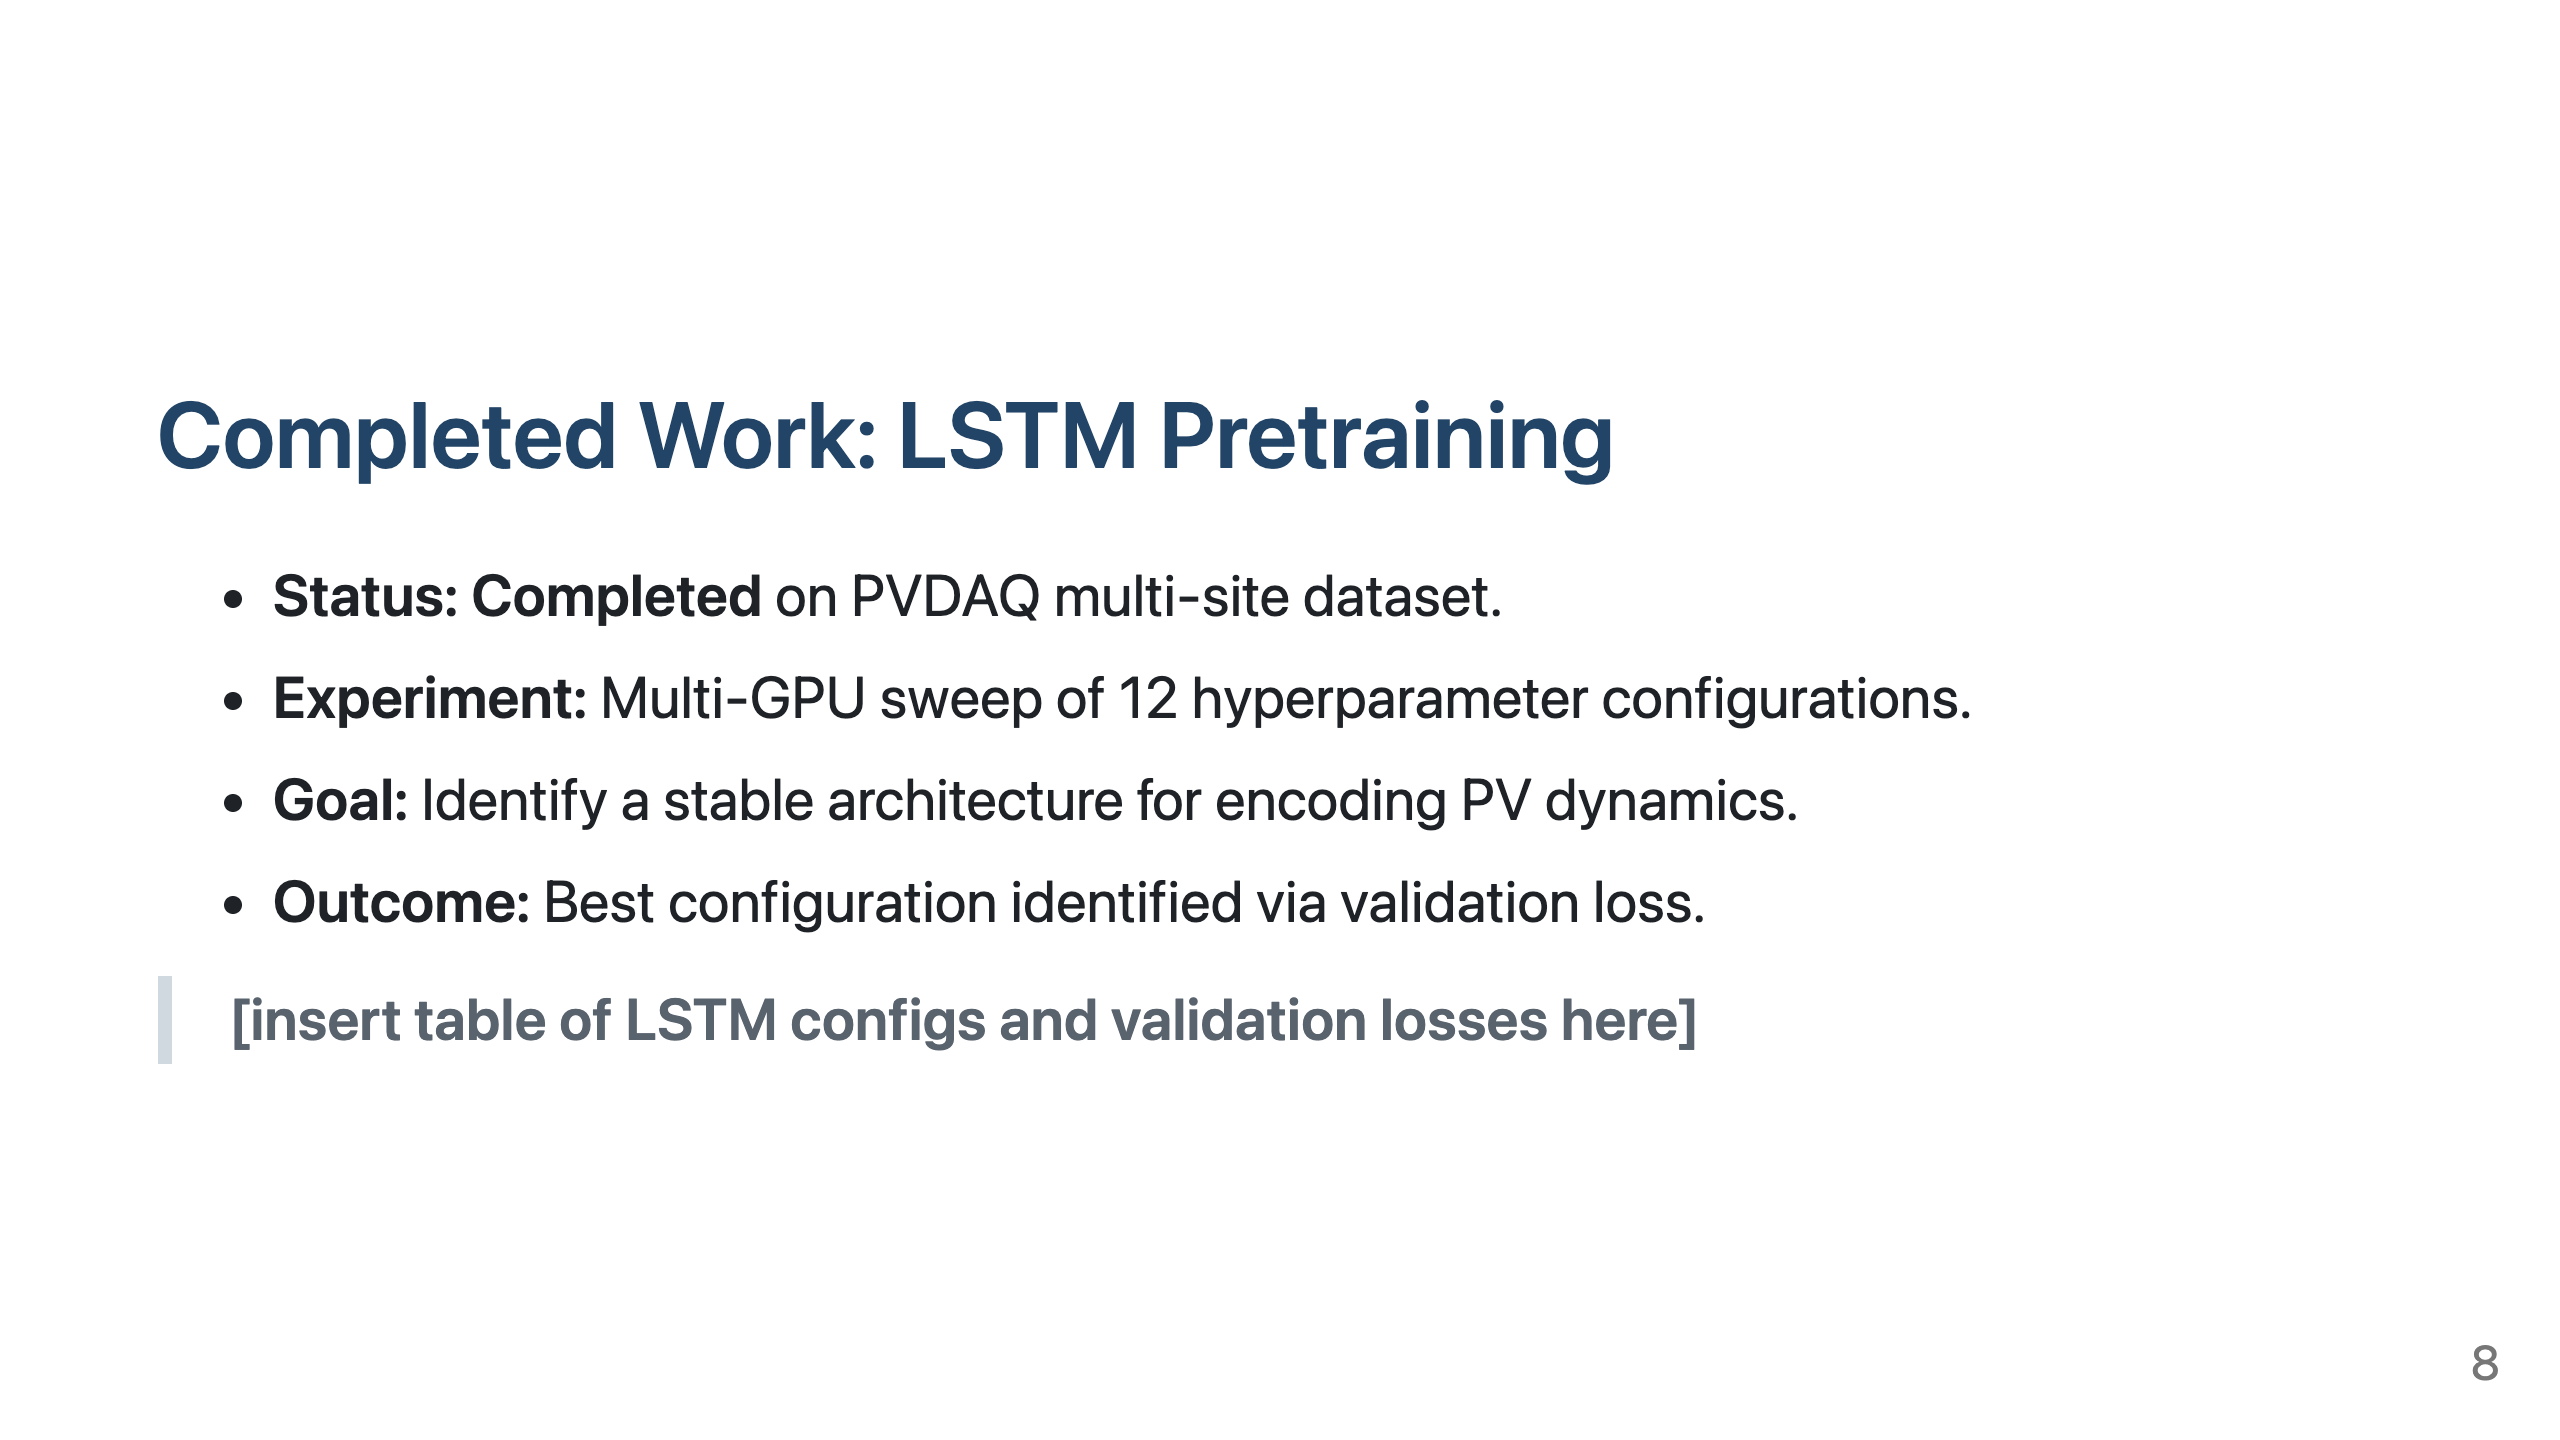 Completed Work: LSTM Pretraining
• Status: Completed on PVDAQ multi-site dataset.
• Experiment: Multi-GPU sweep of 12 hyperparameter configurations.
• Goal: Identify a stable architecture for encoding PV dynamics.
• Outcome: Best configuration identified via validation loss.
[insert table of LSTM configs and validation losses here]
8